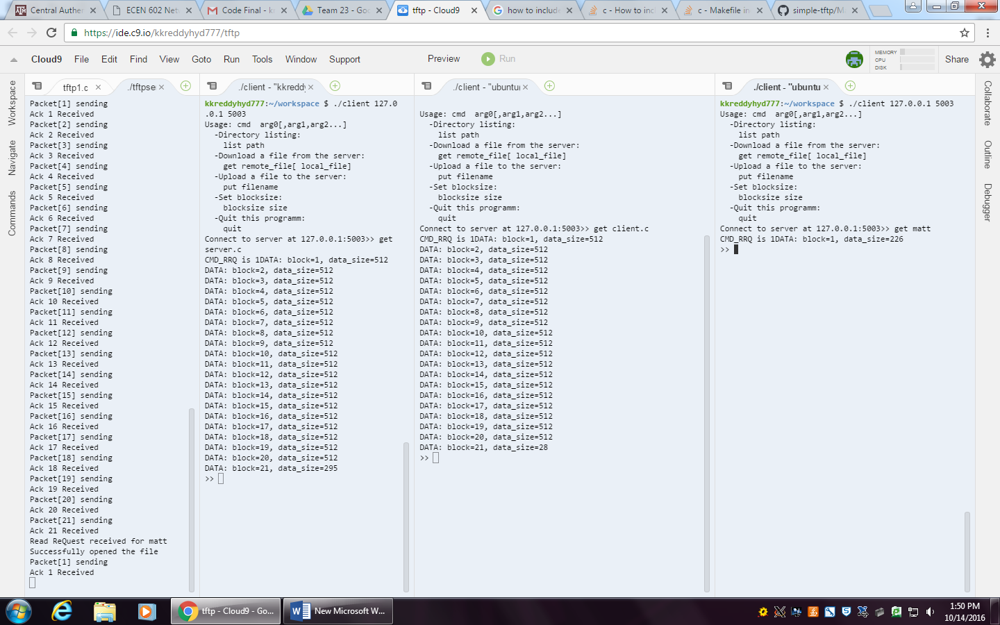 Central Authen
ECEN 602 Netw
Code Final - k
Team 23 - Goo
tftp - Cloud9
how to include
c - How to incl
c - Makefile in
simple-tftp/M
https://ide.c9.io/kkreddyhyd777/tftp
Cloud9 File Edit Find View Goto Run Tools Window Support Preview Run MEMORY CPU DISK Share
Workspace
Navigate
Commands
tftp1.c
./tftpse
Packet[1] sending
Ack 1 Received
Packet[2] sending
Ack 2 Received
Packet[3] sending
Ack 3 Received
Packet[4] sending
Ack 4 Received
Packet[5] sending
Ack 5 Received
Packet[6] sending
Ack 6 Received
Packet[7] sending
Ack 7 Received
Packet[8] sending
Ack 8 Received
Packet[9] sending
Ack 9 Received
Packet[10] sending
Ack 10 Received
Packet[11] sending
Ack 11 Received
Packet[12] sending
Ack 12 Received
Packet[13] sending
Ack 13 Received
Packet[14] sending
Ack 14 Received
Packet[15] sending
Ack 15 Received
Packet[16] sending
Ack 16 Received
Packet[17] sending
Ack 17 Received
Packet[18] sending
Ack 18 Received
Packet[19] sending
Ack 19 Received
Packet[20] sending
Ack 20 Received
Packet[21] sending
Ack 21 Received
Read ReQuest received for matt
Successfully opened the file
Packet[1] sending
Ack 1 Received
./client - "kkreddy
kkreddyhyd777:~/workspace $ ./client 127.0
.0.1 5003
Usage: cmd  arg0[,arg1,arg2...]
-Directory listing:
list path
-Download a file from the server:
get remote_file[ local_file]
-Upload a file to the server:
put filename
-Set blocksize:
blocksize size
-Quit this programm:
quit
Connect to server at 127.0.0.1:5003>> get
server.c
CMD_RRQ is 1DATA: block=1, data_size=512
DATA: block=2, data_size=512
DATA: block=3, data_size=512
DATA: block=4, data_size=512
DATA: block=5, data_size=512
DATA: block=6, data_size=512
DATA: block=7, data_size=512
DATA: block=8, data_size=512
DATA: block=9, data_size=512
DATA: block=10, data_size=512
DATA: block=11, data_size=512
DATA: block=12, data_size=512
DATA: block=13, data_size=512
DATA: block=14, data_size=512
DATA: block=15, data_size=512
DATA: block=16, data_size=512
DATA: block=17, data_size=512
DATA: block=18, data_size=512
DATA: block=19, data_size=512
DATA: block=20, data_size=512
DATA: block=21, data_size=295
>>
./client - "ubuntu
Usage: cmd  arg0[,arg1,arg2...]
-Directory listing:
list path
-Download a file from the server:
get remote_file[ local_file]
-Upload a file to the server:
put filename
-Set blocksize:
blocksize size
-Quit this programm:
quit
Connect to server at 127.0.0.1:5003>> get client.c
CMD_RRQ is 1DATA: block=1, data_size=512
DATA: block=2, data_size=512
DATA: block=3, data_size=512
DATA: block=4, data_size=512
DATA: block=5, data_size=512
DATA: block=6, data_size=512
DATA: block=7, data_size=512
DATA: block=8, data_size=512
DATA: block=9, data_size=512
DATA: block=10, data_size=512
DATA: block=11, data_size=512
DATA: block=12, data_size=512
DATA: block=13, data_size=512
DATA: block=14, data_size=512
DATA: block=15, data_size=512
DATA: block=16, data_size=512
DATA: block=17, data_size=512
DATA: block=18, data_size=512
DATA: block=19, data_size=512
DATA: block=20, data_size=512
DATA: block=21, data_size=28
>>
./client - "ubuntu
kkreddyhyd777:~/workspace $ ./client 127.0.0.1 5003
Usage: cmd  arg0[,arg1,arg2...]
-Directory listing:
list path
-Download a file from the server:
get remote_file[ local_file]
-Upload a file to the server:
put filename
-Set blocksize:
blocksize size
-Quit this programm:
quit
Connect to server at 127.0.0.1:5003>> get matt
CMD_RRQ is 1DATA: block=1, data_size=226
>>
Collaborate
Outline
Debugger
tftp - Cloud9 - Go...
New Microsoft W...
1:50 PM
10/14/2016